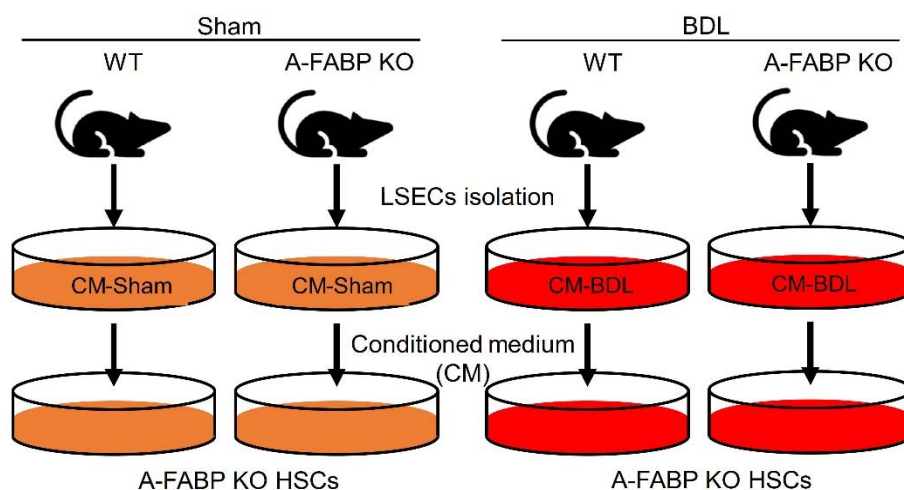 Sham
BDL
WT
A-FABP KO
WT
A-FABP KO
LSECs isolation
CM-Sham
CM-Sham
CM-BDL
CM-BDL
Conditioned medium
(CM)
A-FABP KO HSCs
A-FABP KO HSCs